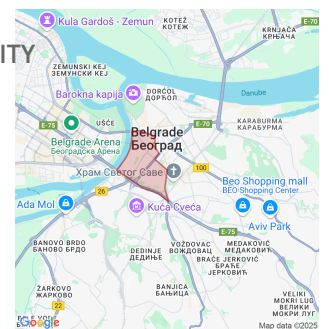 Kula Gardoš - Zemun
КОТЕЖ
КОТЕЖ
KRNJAČA
КРЊАЧА
ITY
ZEMUNSKI KEJ
ЗЕМУНСКИ КЕЈ
Barokna kapija
DORĆOL
ДОРЋОЛ
Danube
E-75
UŠĆE
E-70
KARABURMA
КАРАБУРМА
Belgrade
Београд
Belgrade Arena
Београдска Арена
Храм Светог Саве
100
Ada Mol
Beo Shopping mall
BEO Shopping Center
E-75
Kuća Cveća
Avio Park
BANOVO BRDO
БАНОВО БРДО
DEDINJE
ДЕДИЊЕ
VOŽDOVAC
ВОЖДОВАЦ
MEDAKOVIĆ
МЕДАКОВИЋ
BRAĆE JERKOVIĆ
БРАЋЕ
ЈЕРКОВИЋ
ŽARKOVO
ЖАРКОВО
BANJICA
БАЊИЦА
VELIKI
MOKRI LUG
ВЕЛИКИ
МОКРИ ЛУГ
Google
Map data ©2025